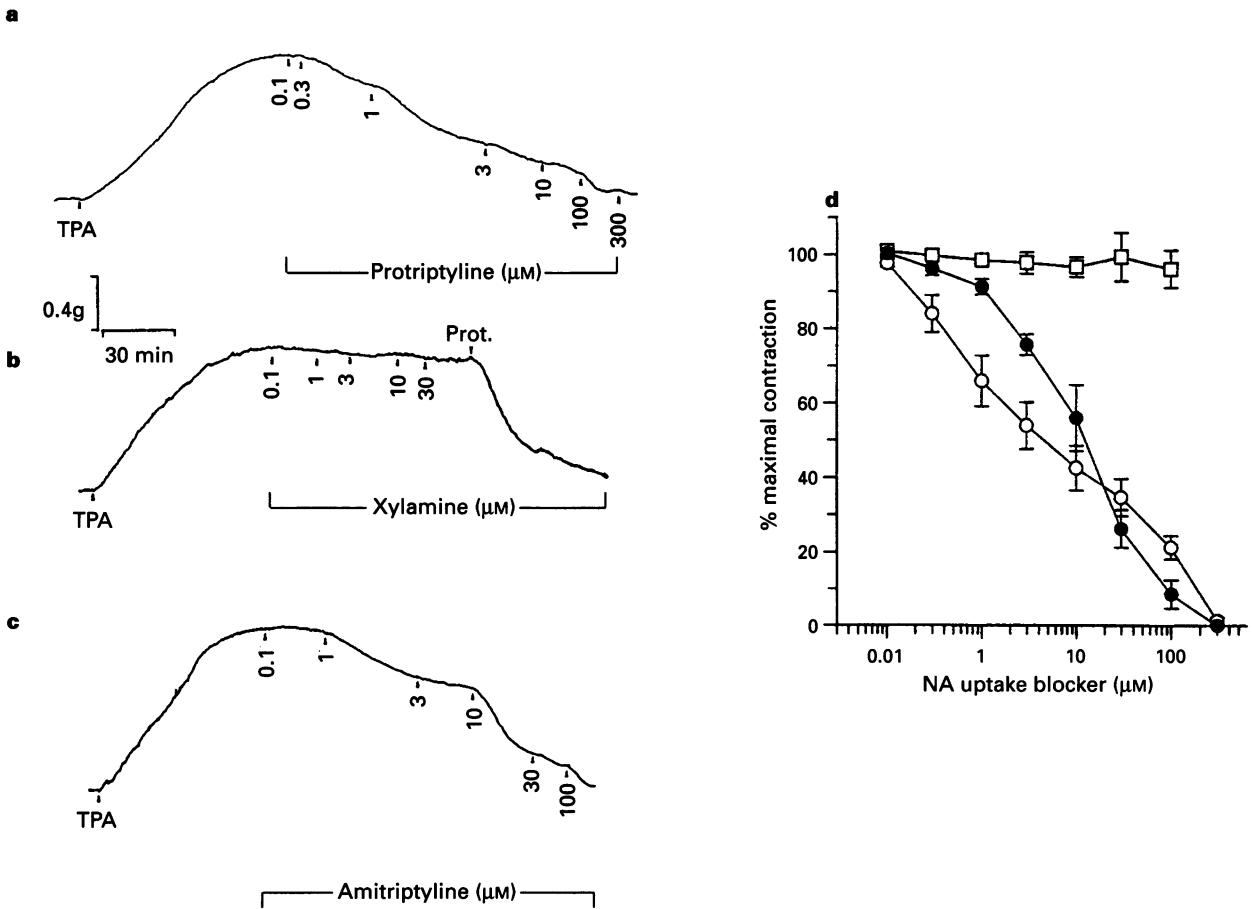 a
0.1
0.3
1
3
10
100
300
TPA
Protriptyline (μM)
0.4g
30 min
b
Prot.
0.1
1
3
10
30
TPA
Xylamine (μM)
c
0.1
1
3
10
30
100
TPA
Amitriptyline (μM)
d
100
80
60
40
20
0
% maximal contraction
0.01 1 10 100
NA uptake blocker (μM)